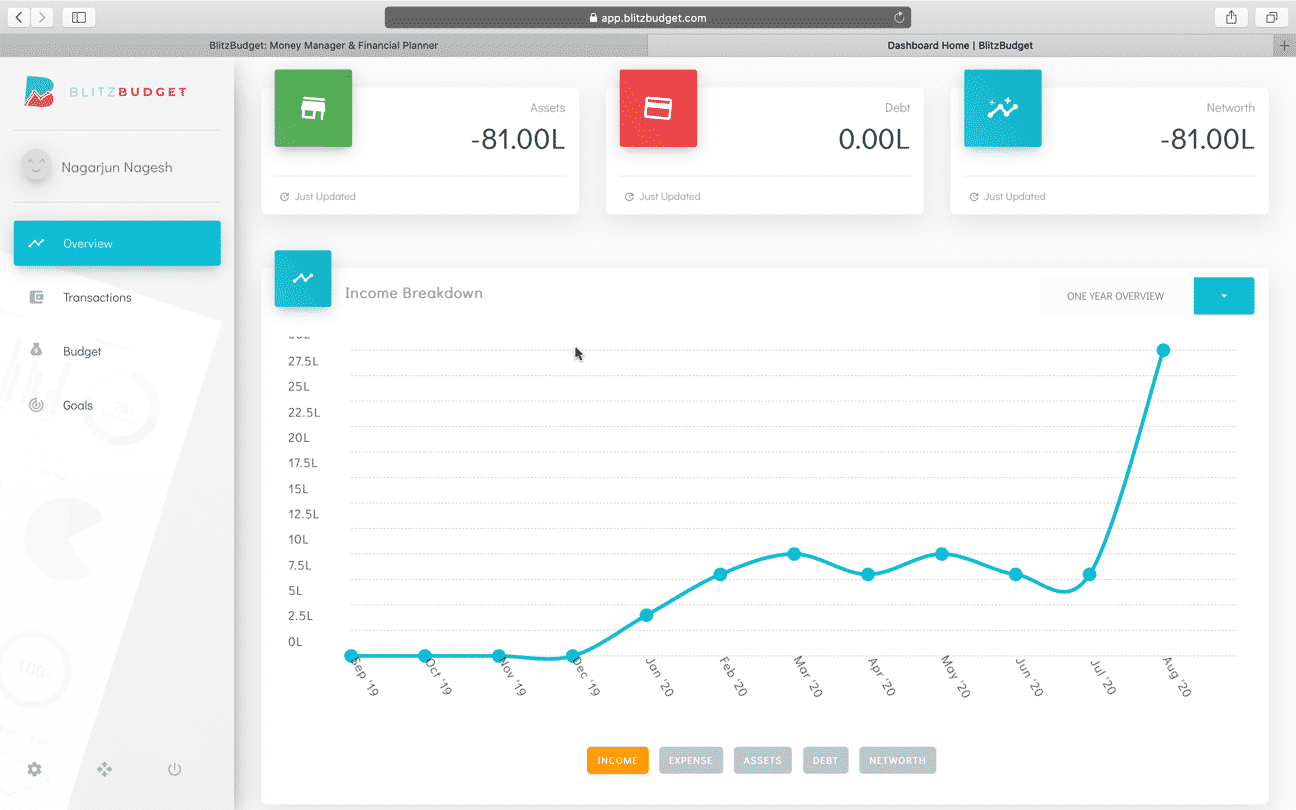 app.blitzbudget.com
BlitzBudget: Money Manager & Financial Planner
Dashboard Home | BlitzBudget
BLITZBUDGET
Nagarjun Nagesh
Overview
Transactions
Budget
Goals
Assets
-81.00L
Just Updated
Debt
0.00L
Just Updated
Networth
-81.00L
Just Updated
Income Breakdown
ONE YEAR OVERVIEW
27.5L
25L
22.5L
20L
17.5L
15L
12.5L
10L
7.5L
5L
2.5L
0L
Sep '19
Oct '19
Nov '19
Dec '19
Jan '20
Feb '20
Mar '20
Apr '20
May '20
Jun '20
Jul '20
Aug '20
INCOME
EXPENSE
ASSETS
DEBT
NETWORTH